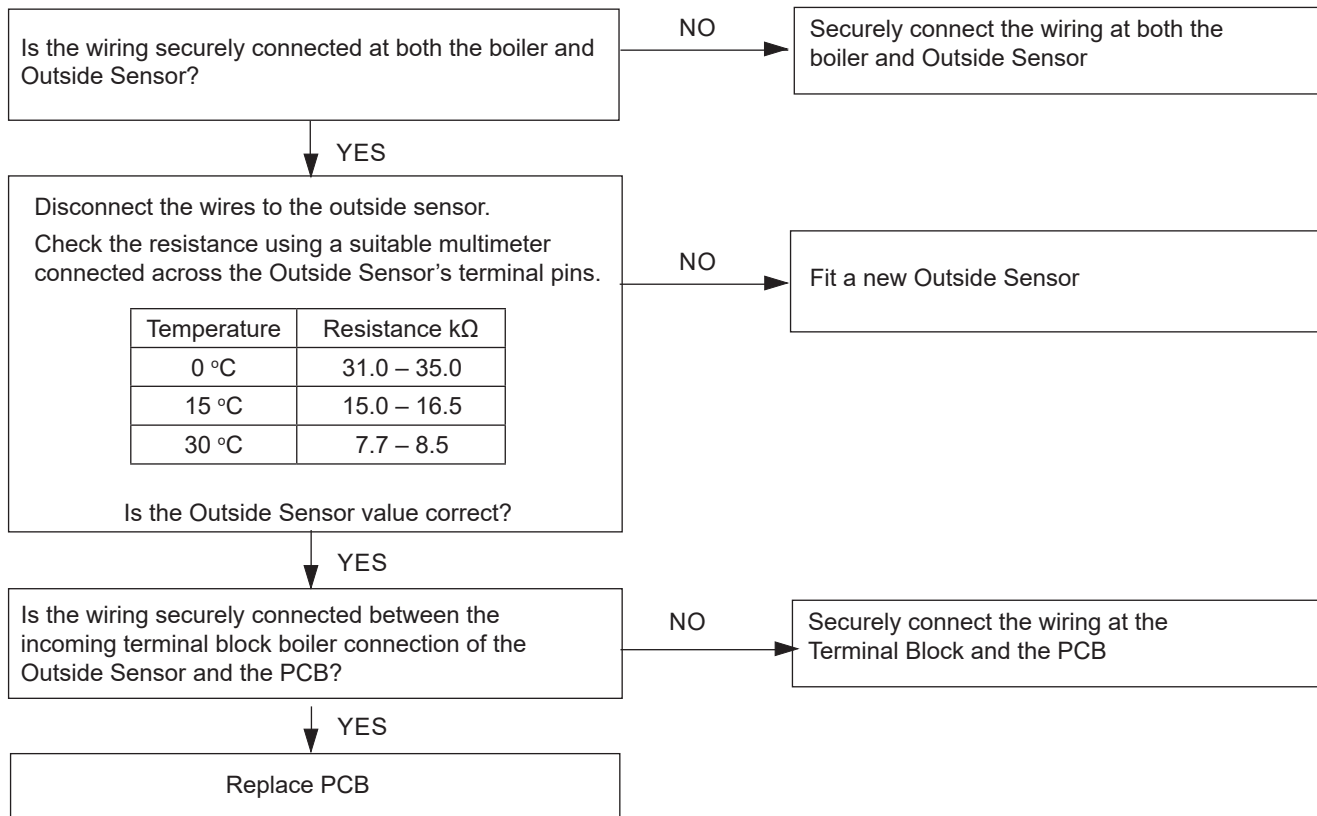 Is the wiring securely connected at both the boiler and
Outside Sensor?
NO
Securely connect the wiring at both the
boiler and Outside Sensor
YES
Disconnect the wires to the outside sensor.
Check the resistance using a suitable multimeter
connected across the Outside Sensor’s terminal pins.
Temperature Resistance kΩ
0 °C 31.0 – 35.0
15 °C 15.0 – 16.5
30 °C 7.7 – 8.5
Is the Outside Sensor value correct?
NO
Fit a new Outside Sensor
YES
Is the wiring securely connected between the
incoming terminal block boiler connection of the
Outside Sensor and the PCB?
NO
Securely connect the wiring at the
Terminal Block and the PCB
YES
Replace PCB